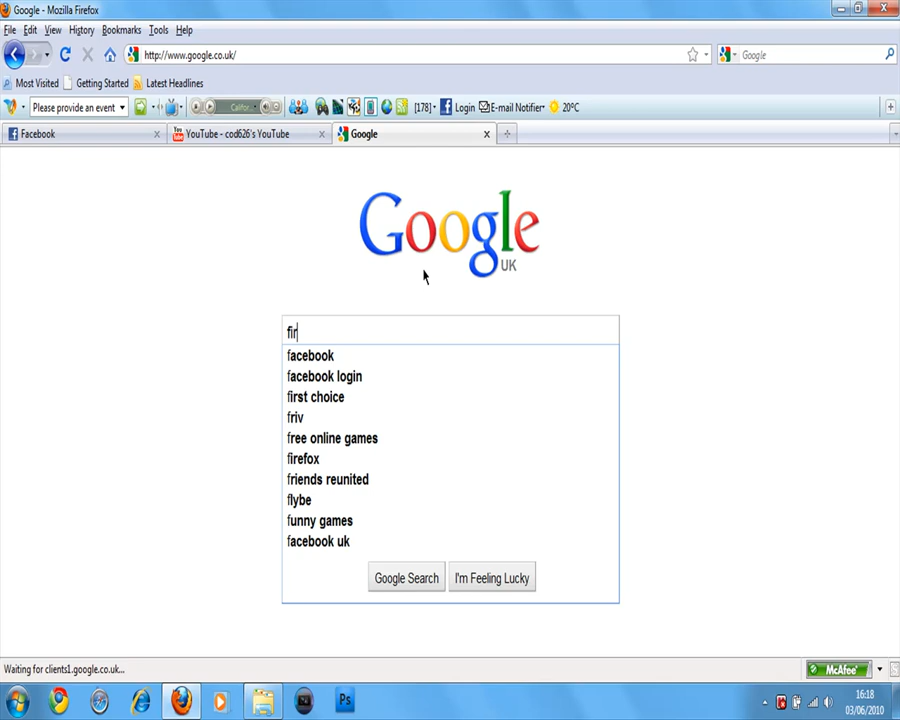 Google - Mozilla Firefox
File Edit View History Bookmarks Tools Help
http://www.google.co.uk/ Google
Most Visited Getting Started Latest Headlines
Please provide an event [178] Login E-mail Notifier 20°C
Facebook YouTube - cod626's YouTube Google
Google
UK
fir
facebook
facebook login
first choice
friv
free online games
firefox
friends reunited
flybe
funny games
facebook uk
Google Search I'm Feeling Lucky
Waiting for clients1.google.co.uk... McAfee
Ps 16:18
03/06/2010